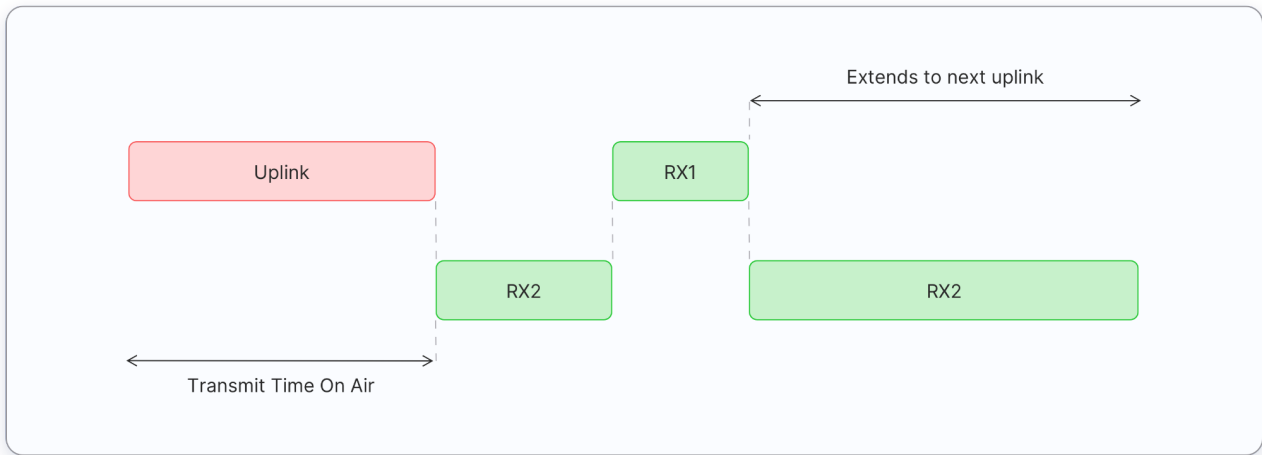 Extends to next uplink
Uplink
RX1
RX2
RX2
Transmit Time On Air